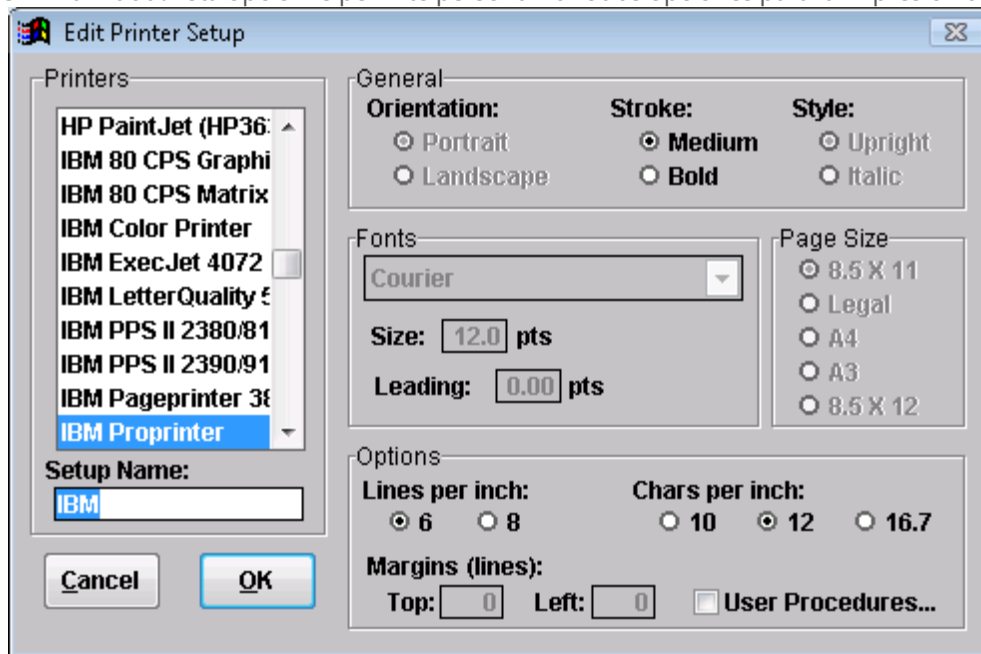 Edit Printer Setup
Printers
HP PaintJet (HP36
IBM 80 CPS Graphi
IBM 80 CPS Matrix
IBM Color Printer
IBM ExecJet 4072
IBM LetterQuality
IBM PPS II 2380/81
IBM PPS II 2390/91
IBM Pageprinter
IBM Proprinter
Setup Name:
IBM
Cancel
OK
General
Orientation:
Portrait
Landscape
Stroke:
Medium
Bold
Style:
Upright
Italic
Fonts
Courier
Size: 12.0 pts
Leading: 0.00 pts
Page Size
8.5 X 11
Legal
A4
A3
8.5 X 12
Options
Lines per inch:
6 8
Chars per inch:
10 12 16.7
Margins (lines):
Top: 0 Left: 0
User Procedures...